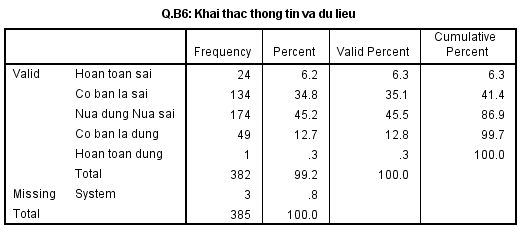 Q.B6: Khai thac thong tin va du lieu
Frequency Percent Valid Percent Cumulative Percent
Valid Hoan toan sai 24 6.2 6.3 6.3
Co ban la sai 134 34.8 35.1 41.4
Nua dung Nua sai 174 45.2 45.5 86.9
Co ban la dung 49 12.7 12.8 99.7
Hoan toan dung 1 .3 .3 100.0
Total 382 99.2 100.0
Missing System 3 .8
Total 385 100.0